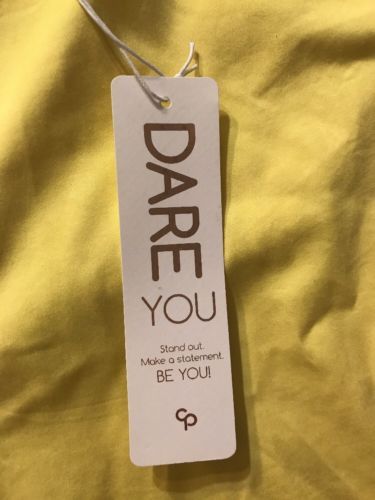 DARE
YOU
Stand out.
Make a statement.
BE YOU!
cp